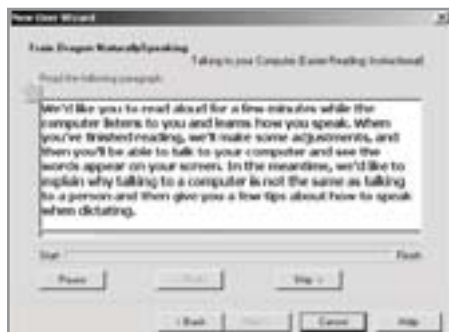 New User Wizard
Train Dragon NaturallySpeaking
Talking to your Computer (Easier Reading: Instructional)
Read the following paragraph
We'd like you to read aloud for a few minutes while the
computer listens to you and learns how you speak. When
you've finished reading, we'll make some adjustments, and
then you'll be able to talk to your computer and see the
words appear on your screen. In the meantime, we'd like to
explain why talking to a computer is not the same as talking
to a person and then give you a few tips about how to speak
when dictating.
Start Finish
Pause Skip >
< Back Cancel Help